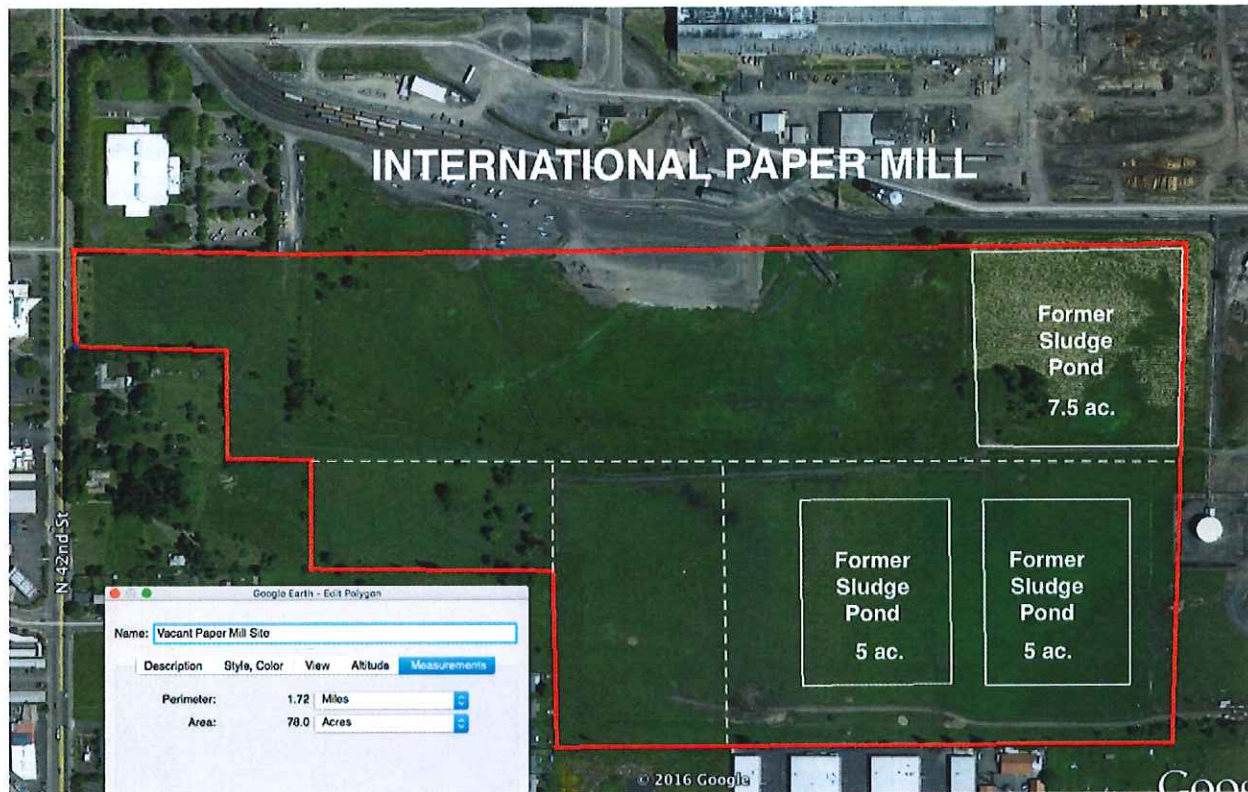 INTERNATIONAL PAPER MILL
Former
Sludge
Pond
7.5 ac.
N 42nd St
Former
Sludge
Pond
5 ac.
Former
Sludge
Pond
5 ac.
Google Earth - Edit Polygon
Name: Vacant Paper Mill Site
Description Style, Color View Altitude Measurements
Perimeter: 1.72 Miles
Area: 78.0 Acres
© 2016 Google
Goog